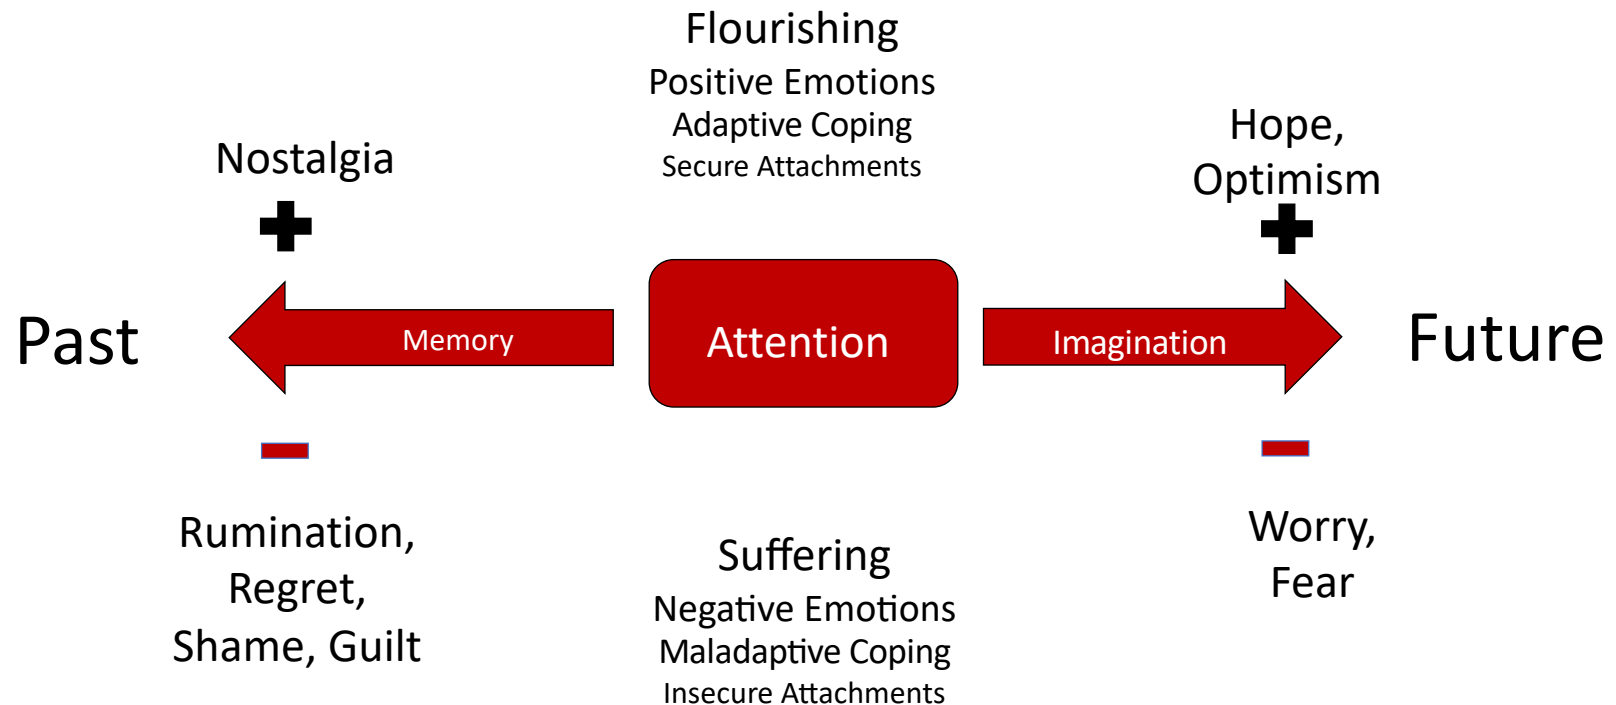 Flourishing
Positive Emotions
Adaptive Coping
Secure Attachments
Nostalgia
Hope,
Optimism
Past
Memory
Attention
Imagination
Future
Rumination,
Regret,
Shame, Guilt
Suffering
Negative Emotions
Maladaptive Coping
Insecure Attachments
Worry,
Fear